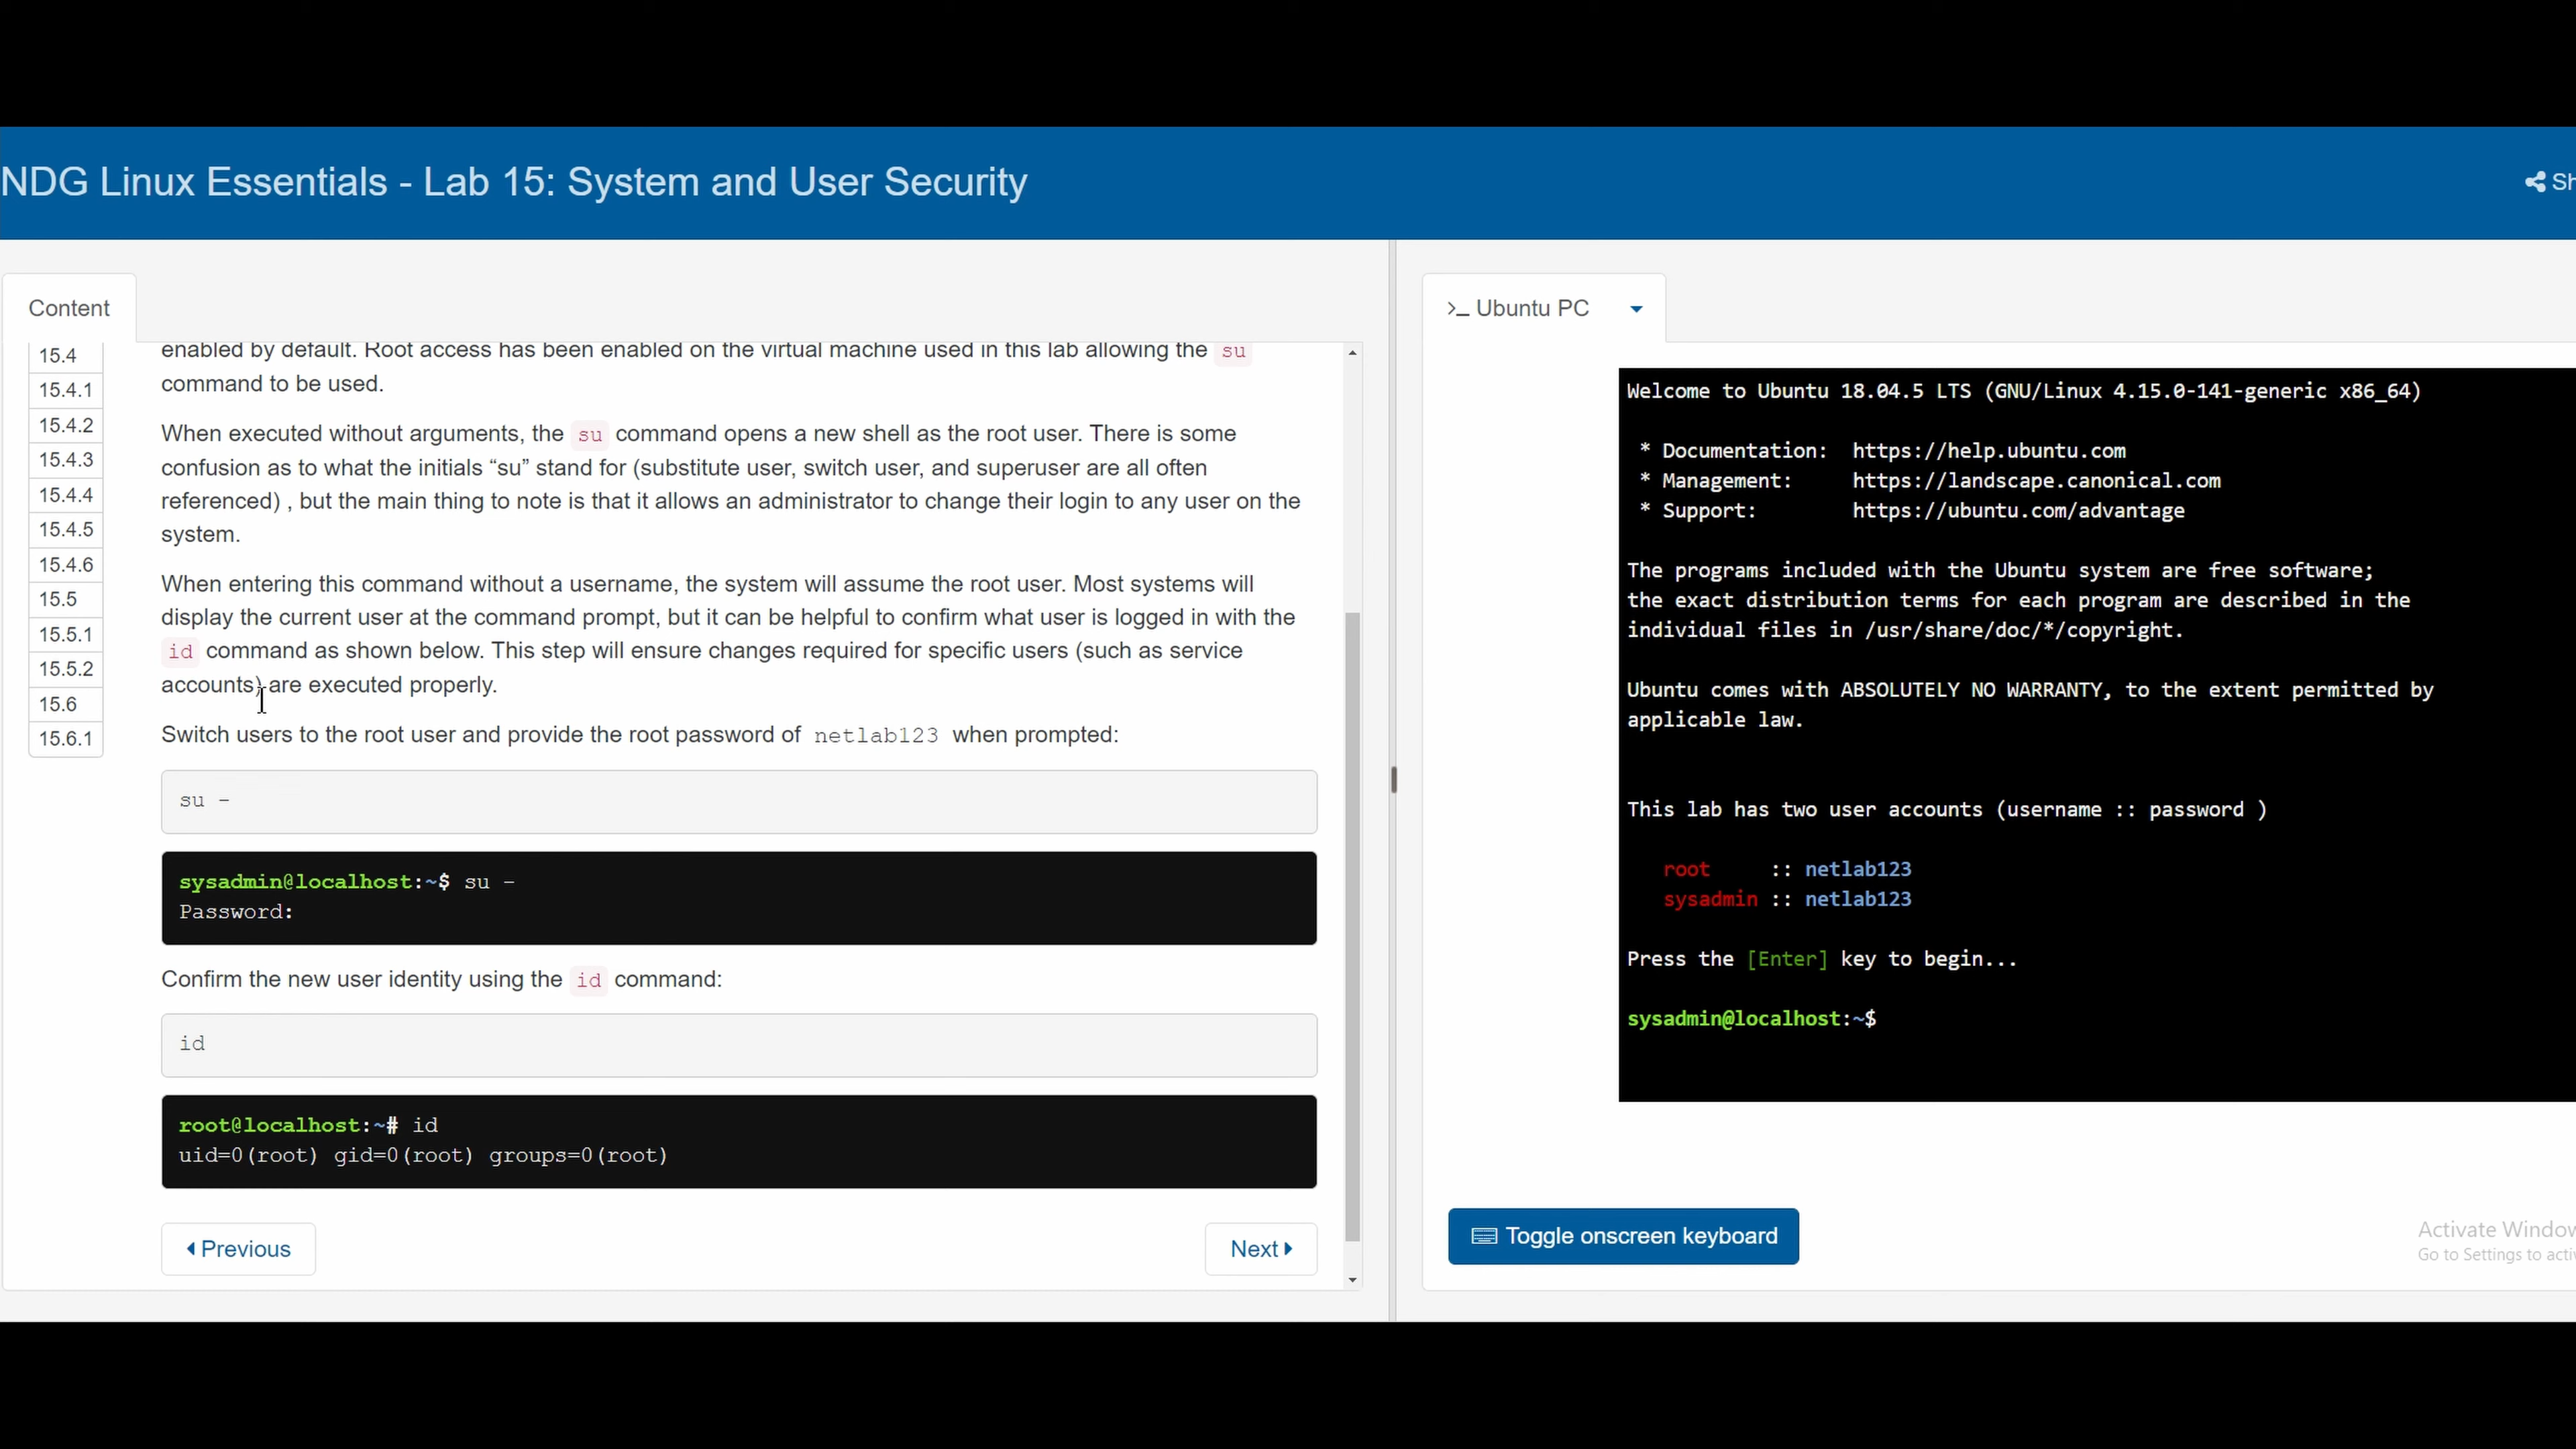 NDG Linux Essentials - Lab 15: System and User Security
Sh
Content
15.4
15.4.1
15.4.2
15.4.3
15.4.4
15.4.5
15.4.6
15.5
15.5.1
15.5.2
15.6
15.6.1
enabled by default. Root access has been enabled on the virtual machine used in this lab allowing the su
command to be used.
When executed without arguments, the su command opens a new shell as the root user. There is some
confusion as to what the initials “su” stand for (substitute user, switch user, and superuser are all often
referenced) , but the main thing to note is that it allows an administrator to change their login to any user on the
system.
When entering this command without a username, the system will assume the root user. Most systems will
display the current user at the command prompt, but it can be helpful to confirm what user is logged in with the
id command as shown below. This step will ensure changes required for specific users (such as service
accounts) are executed properly.
Switch users to the root user and provide the root password of netlab123 when prompted:
su -
sysadmin@localhost:~$ su -
Password:
Confirm the new user identity using the id command:
id
root@localhost:~# id
uid=0(root) gid=0(root) groups=0(root)
Previous
Next
>_ Ubuntu PC
Welcome to Ubuntu 18.04.5 LTS (GNU/Linux 4.15.0-141-generic x86_64)
* Documentation: https://help.ubuntu.com
* Management: https://landscape.canonical.com
* Support: https://ubuntu.com/advantage
The programs included with the Ubuntu system are free software;
the exact distribution terms for each program are described in the
individual files in /usr/share/doc/*/copyright.
Ubuntu comes with ABSOLUTELY NO WARRANTY, to the extent permitted by
applicable law.
This lab has two user accounts (username :: password )
root :: netlab123
sysadmin :: netlab123
Press the [Enter] key to begin...
sysadmin@localhost:~$
Toggle onscreen keyboard
Activate Window
Go to Settings to acti